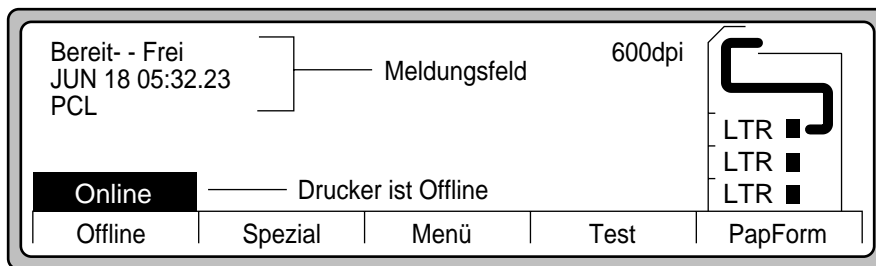 Bereit- - Frei
JUN 18 05:32.23
PCL
Meldungsfeld
600dpi
LTR
LTR
LTR
Online
Drucker ist Offline
Offline
Spezial
Menü
Test
PapForm